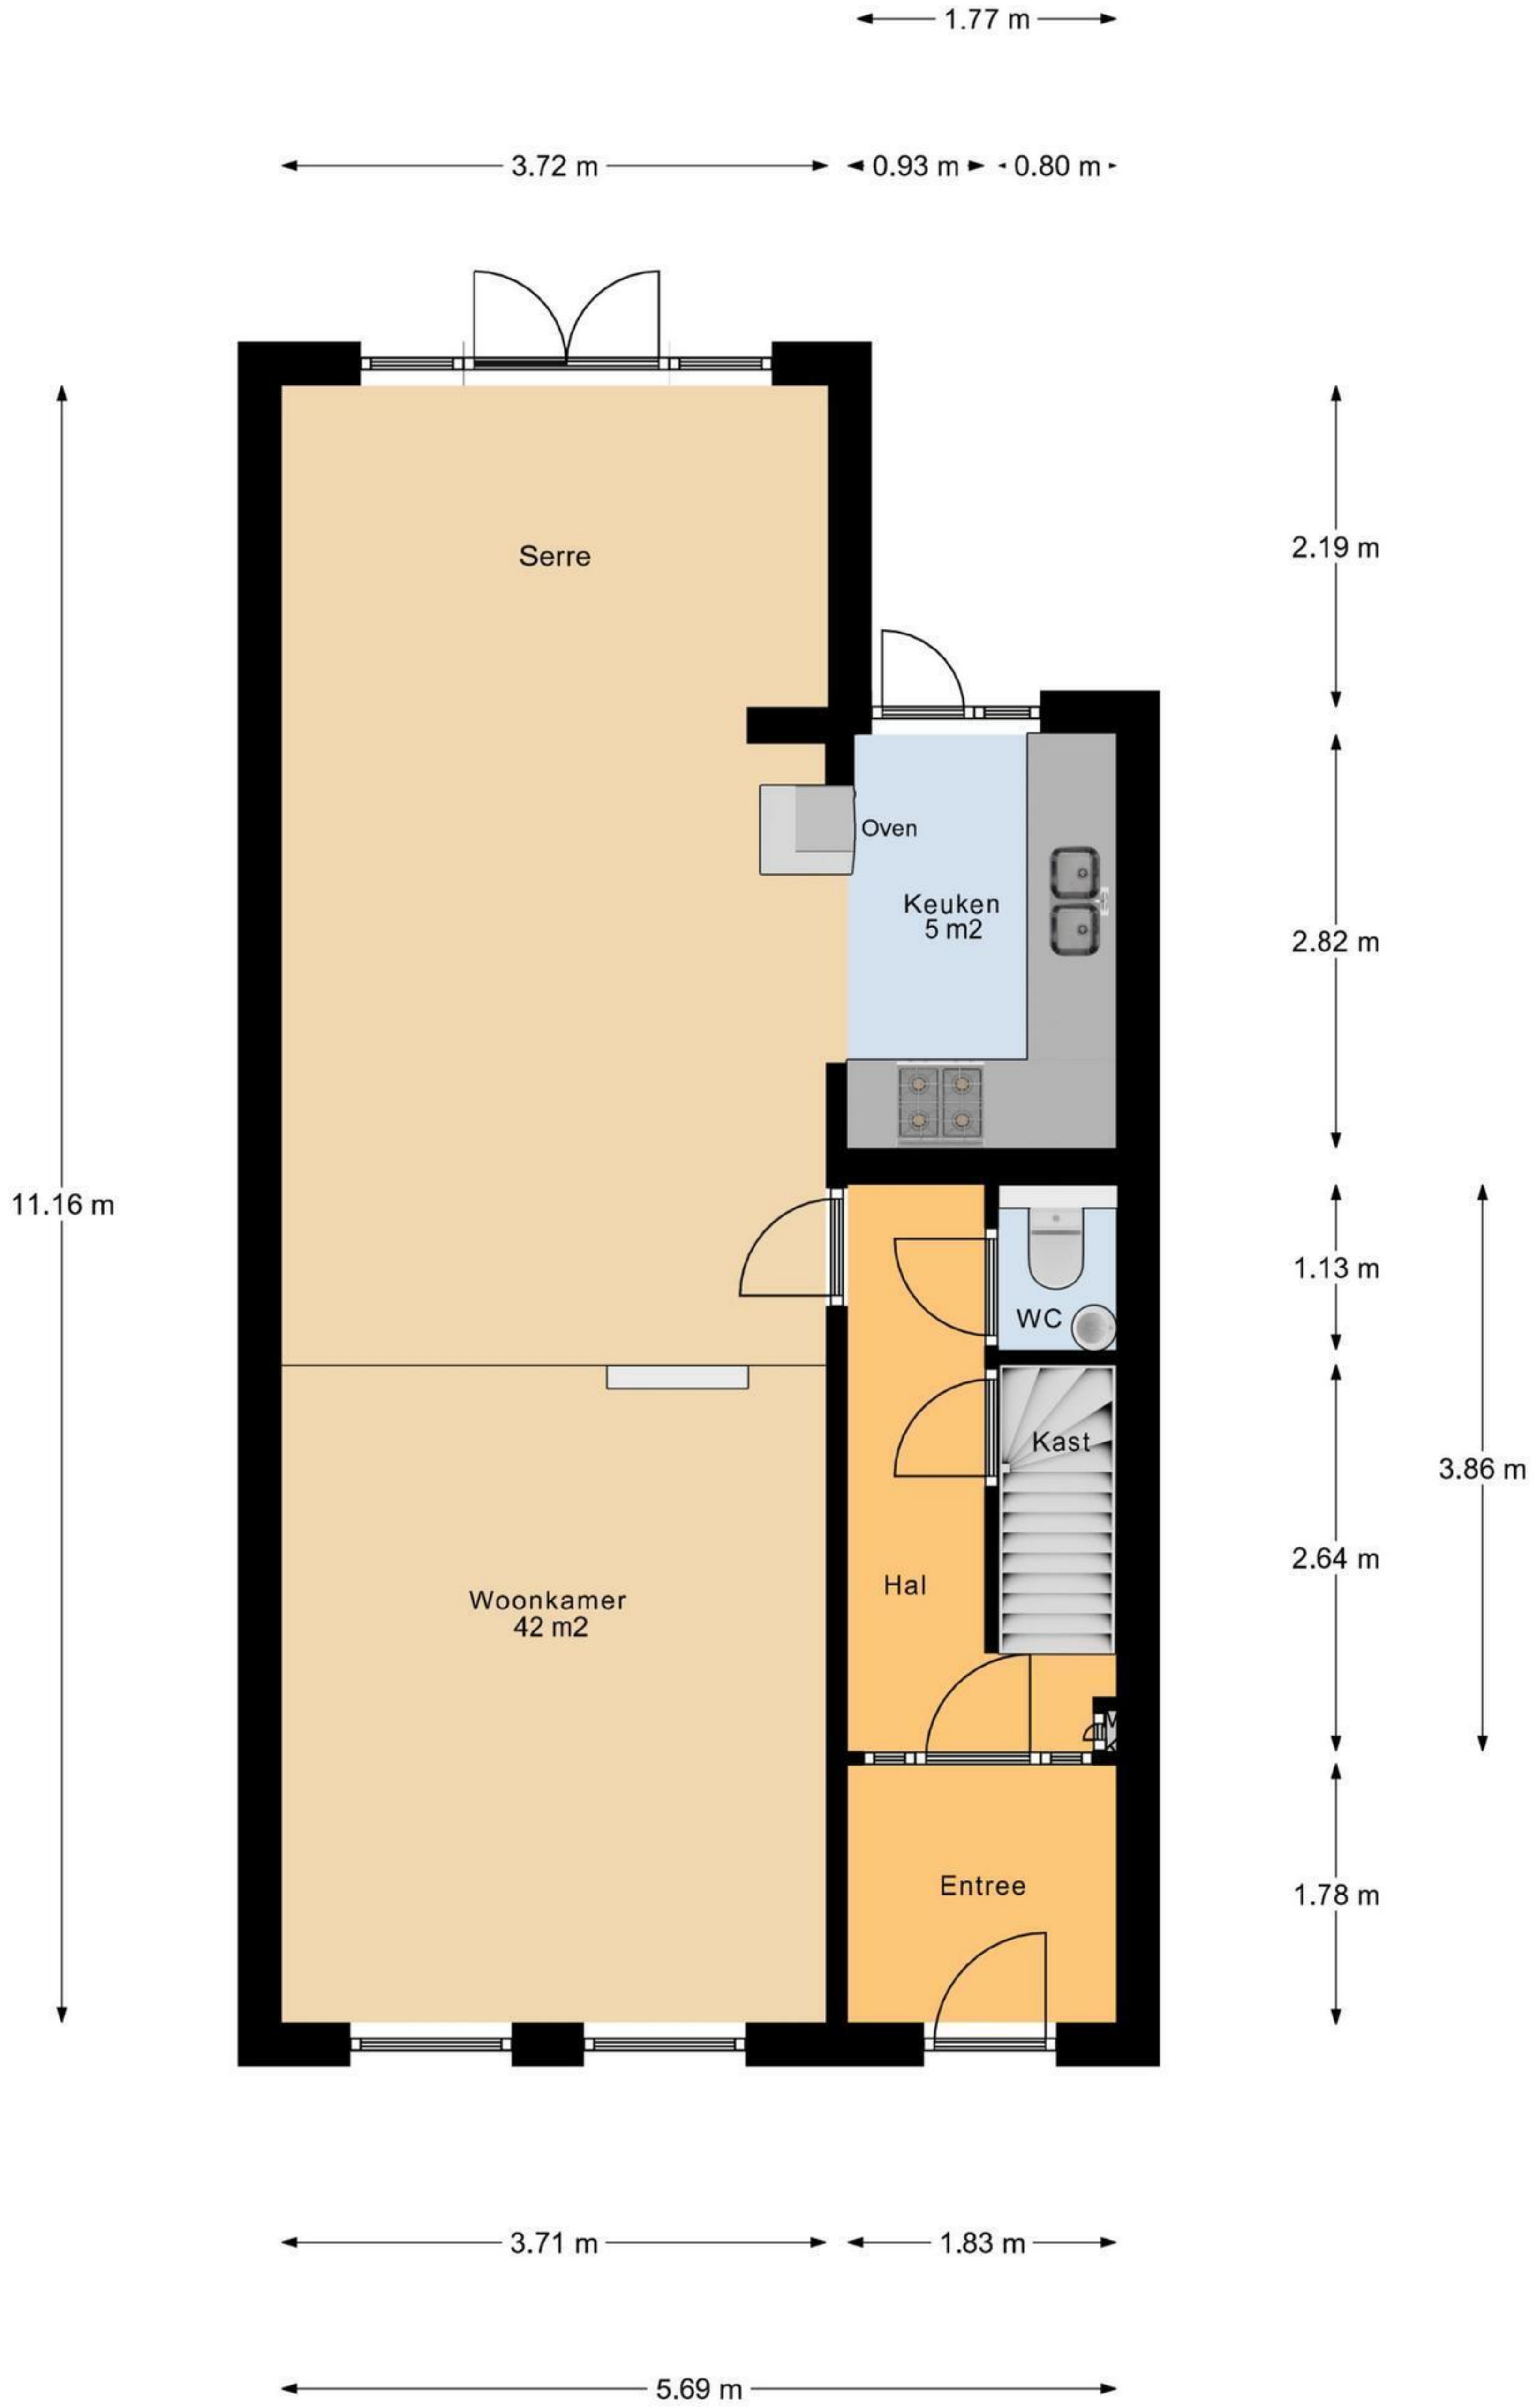 1.77 m
3.72 m
0.93 m
0.80 m
Serre
2.19 m
Oven
Keuken
5 m2
2.82 m
11.16 m
1.13 m
WC
Kast
3.86 m
2.64 m
Hal
Woonkamer
42 m2
Entree
1.78 m
3.71 m
1.83 m
5.69 m